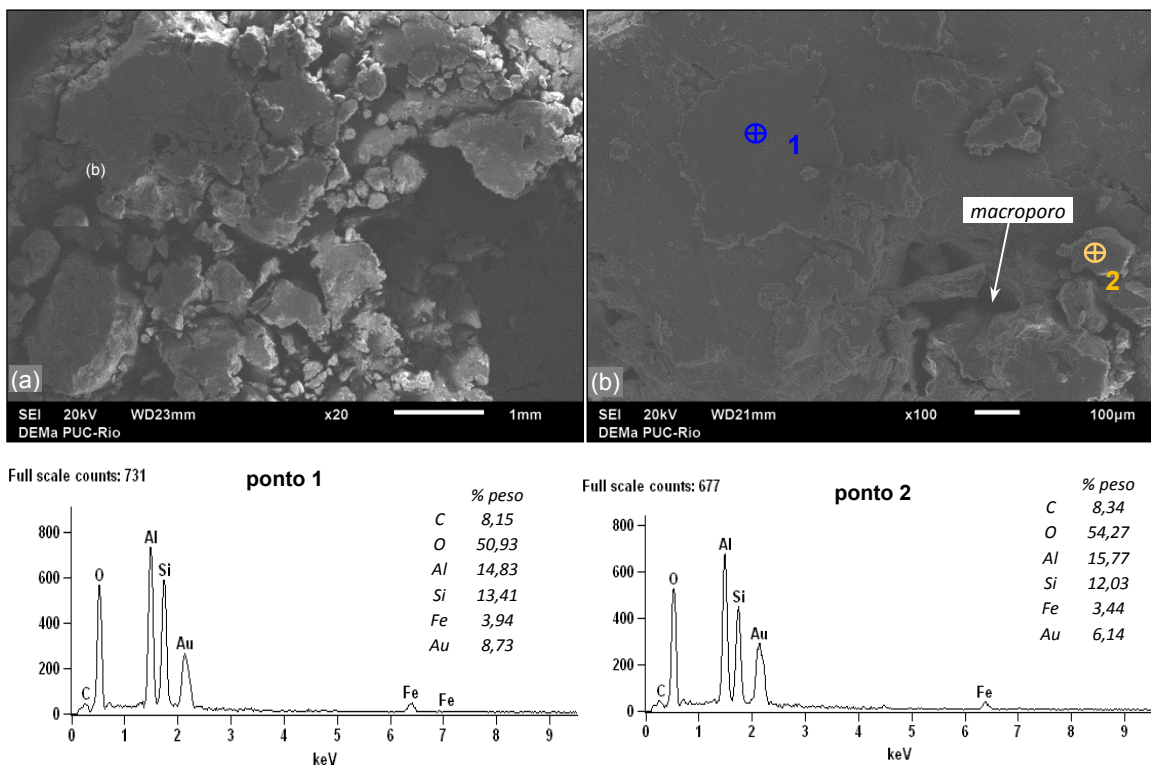 (b)
(a)
SEI 20kV WD23mm x20 1mm
DEMa PUC-Rio
1
macroporo
2
(b)
SEI 20kV WD21mm x100 100µm
DEMa PUC-Rio
Full scale counts: 731
ponto 1
% peso
C 8,15
O 50,93
Al 14,83
Si 13,41
Fe 3,94
Au 8,73
800
600
400
200
0
C
O
Al
Si
Au
Fe
Fe
0 1 2 3 4 5 6 7 8 9
keV
Full scale counts: 677
ponto 2
% peso
C 8,34
O 54,27
Al 15,77
Si 12,03
Fe 3,44
Au 6,14
800
600
400
200
0
C
O
Al
Si
Au
Fe
0 1 2 3 4 5 6 7 8 9
keV